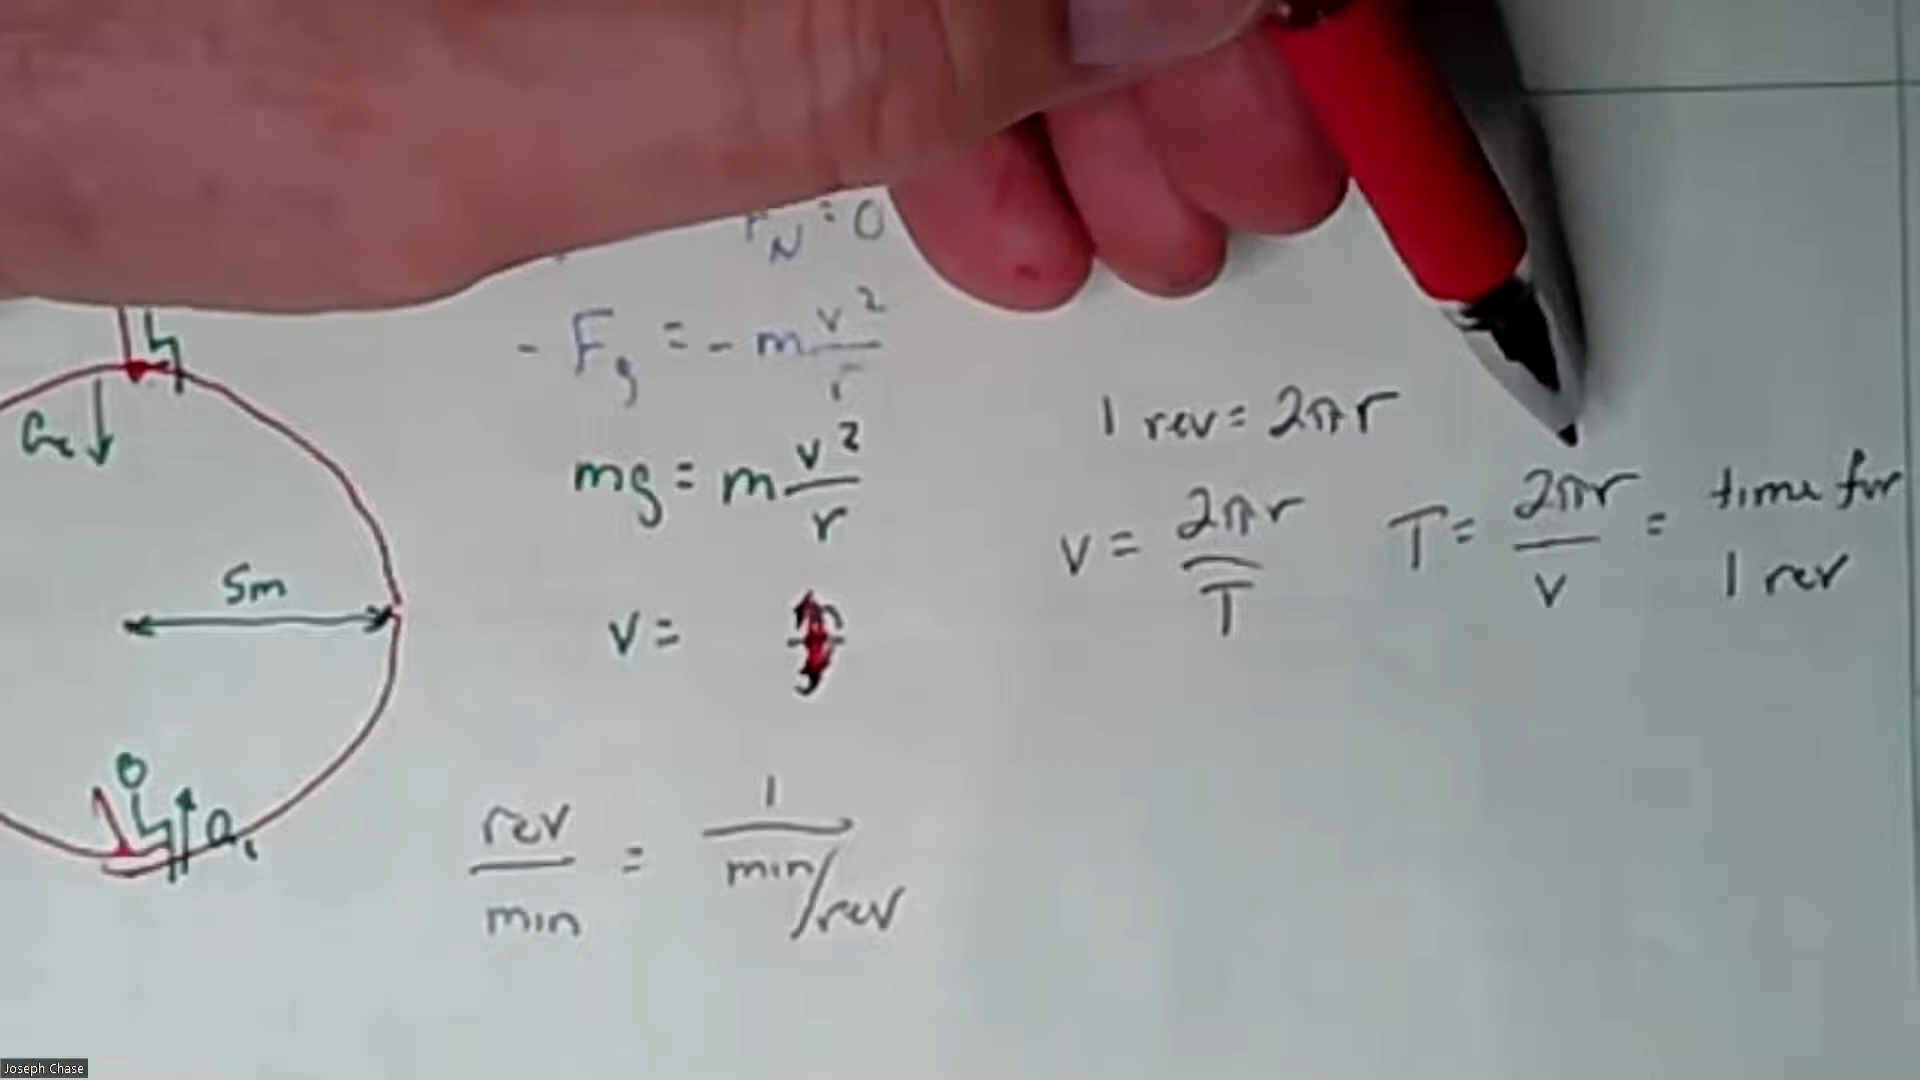 F_N = 0
- F_g = - m v²/r
mg = m v²/r
v =
a_c
5m
a_c
rev/min = 1/(min/rev)
1 rev = 2πr
v = 2πr/T
T = 2πr/v = time for 1 rev
Joseph Chase